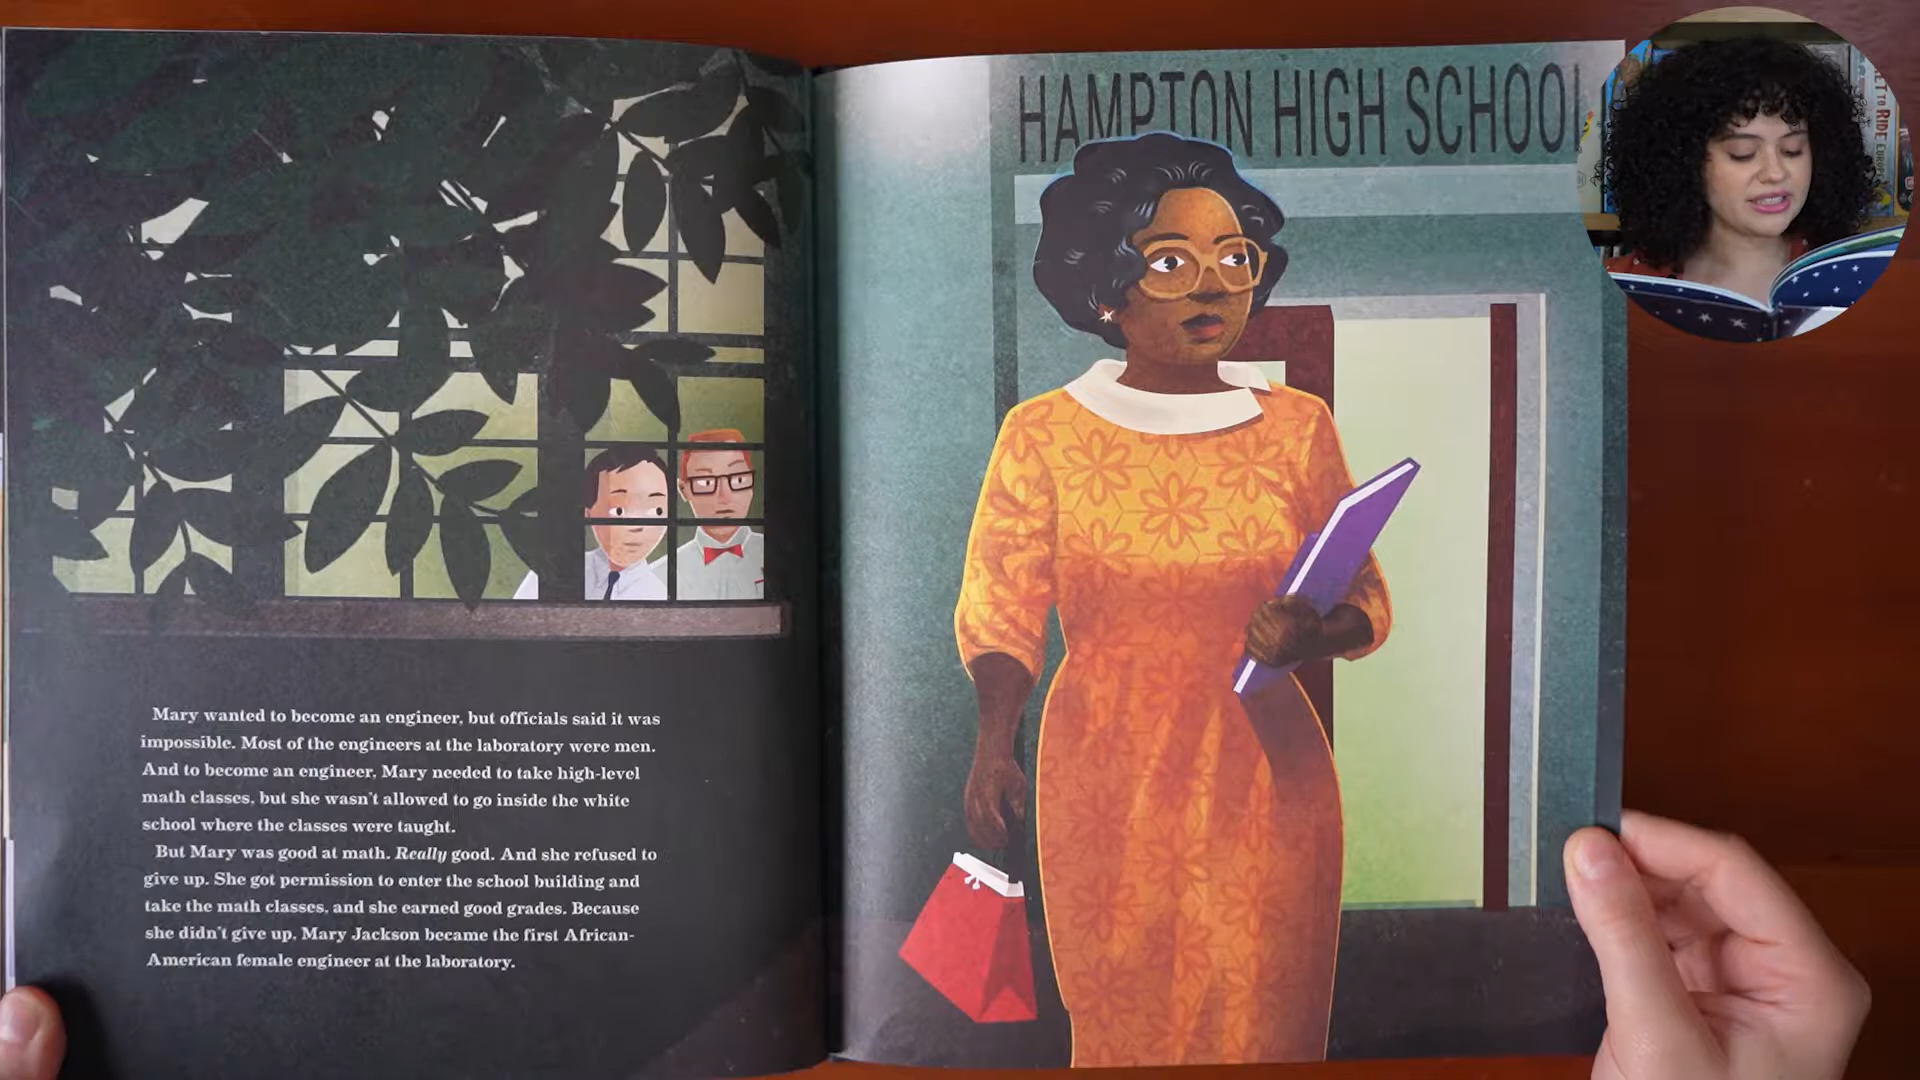 Mary wanted to become an engineer, but officials said it was
impossible. Most of the engineers at the laboratory were men.
And to become an engineer, Mary needed to take high-level
math classes, but she wasn't allowed to go inside the white
school where the classes were taught.
But Mary was good at math. Really good. And she refused to
give up. She got permission to enter the school building and
take the math classes, and she earned good grades. Because
she didn't give up, Mary Jackson became the first African-
American female engineer at the laboratory.
HAMPTON HIGH SCHOOL
TO RIDE